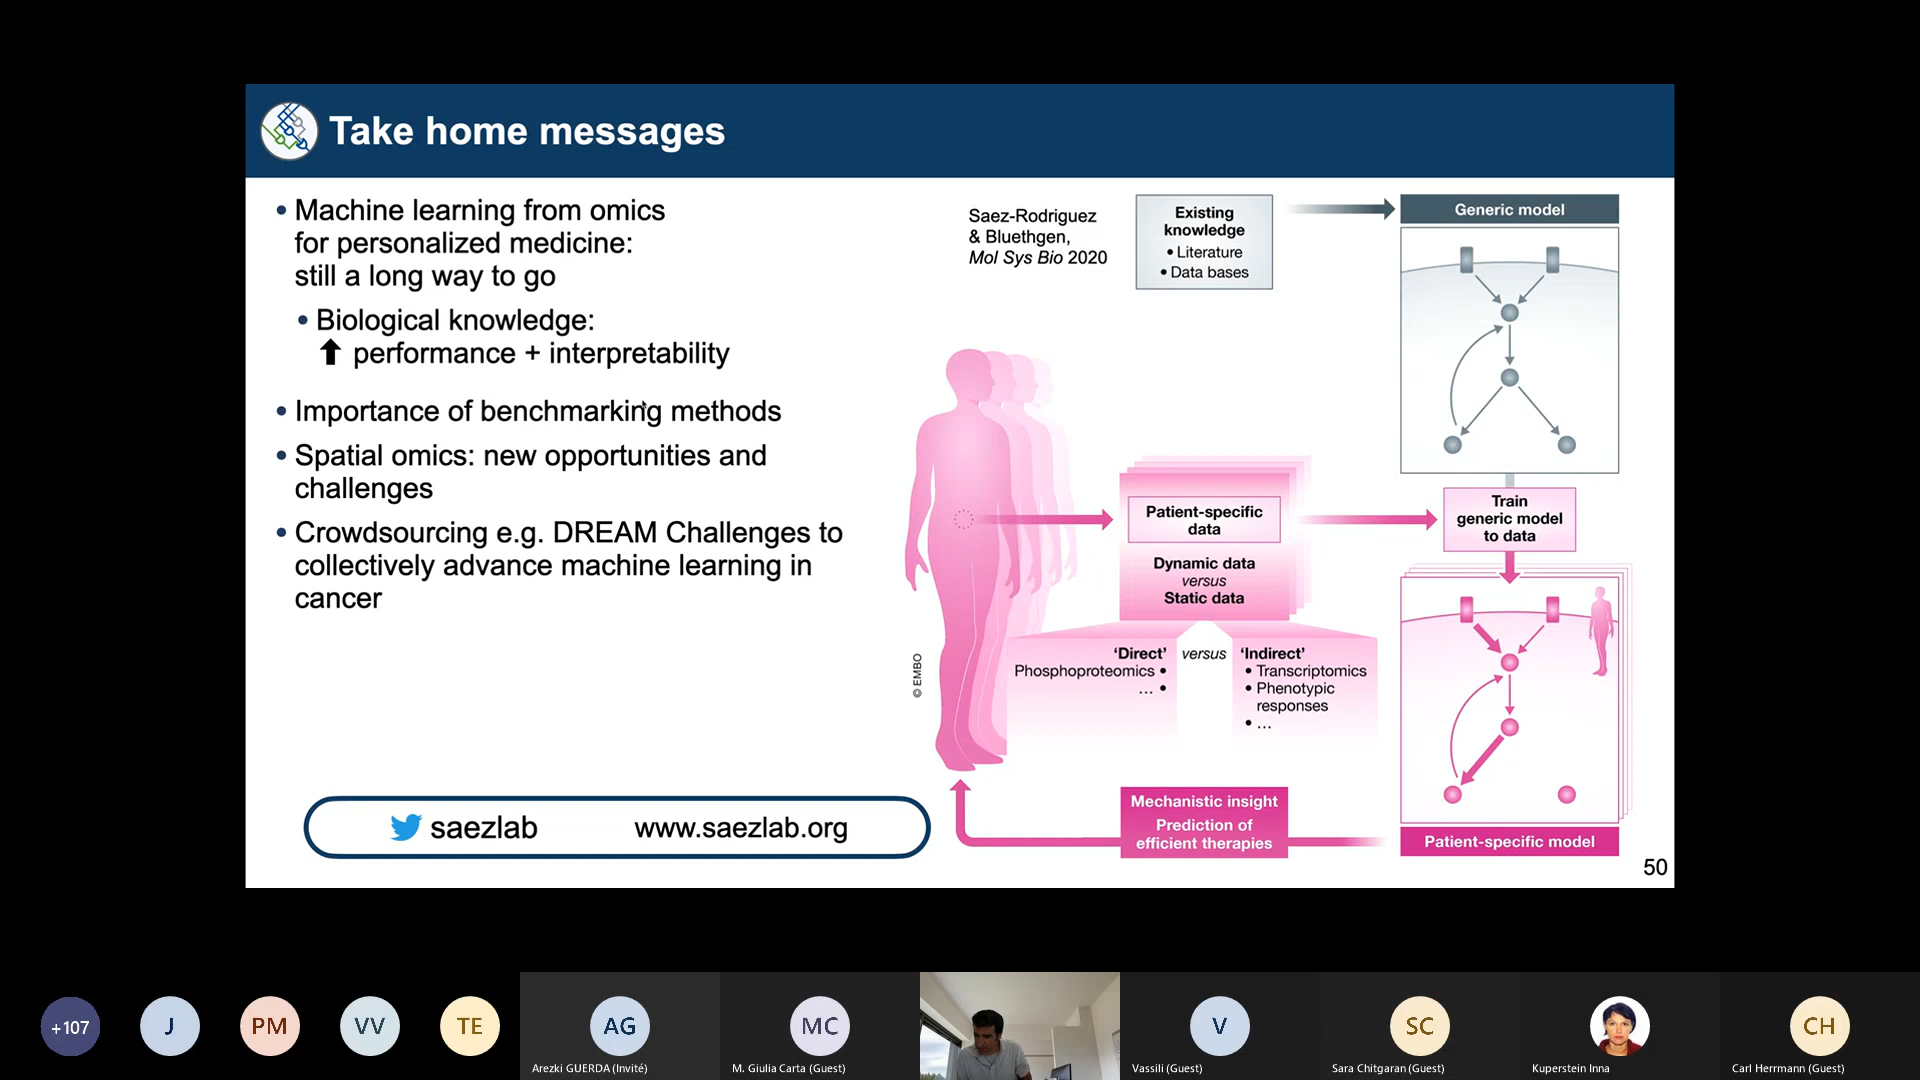 Take home messages
• Machine learning from omics
for personalized medicine:
still a long way to go
• Biological knowledge:
⬆ performance + interpretability
• Importance of benchmarking methods
• Spatial omics: new opportunities and
challenges
• Crowdsourcing e.g. DREAM Challenges to
collectively advance machine learning in
cancer
saezlab
www.saezlab.org
Saez-Rodriguez
& Bluethgen,
Mol Sys Bio 2020
Existing
knowledge
• Literature
• Data bases
Generic model
Patient-specific
data
Dynamic data
versus
Static data
Train
generic model
to data
'Direct'
Phosphoproteomics •
... •
versus
'Indirect'
• Transcriptomics
• Phenotypic
responses
• ...
© EMBO
Mechanistic insight
Prediction of
efficient therapies
Patient-specific model
50
+107
J
PM
VV
TE
AG
Arezki GUERDA (Invité)
MC
M. Giulia Carta (Guest)
V
Vassili (Guest)
SC
Sara Chitgaran (Guest)
Kuperstein Inna
CH
Carl Herrmann (Guest)